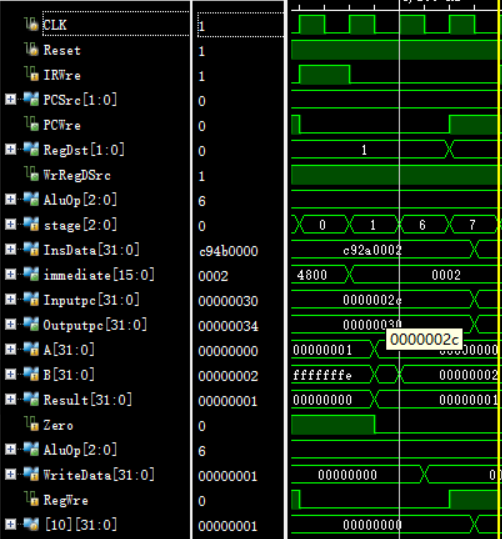 CLK 1
Reset 1
IRWre 1
PCSrc[1:0] 0
PCWre 0
RegDst[1:0] 0 1
WrRegDSrc 1
AluOp[2:0] 6
stage[2:0] 0 0 1 6 7
InsData[31:0] c94b0000 c92a0002
immediate[15:0] 0002 4800 0002
Inputpc[31:0] 00000030 0000002c
Outputpc[31:0] 00000034 00000030
0000002c
A[31:0] 00000000 00000001 00000000
B[31:0] 00000002 fffffffe 00000002
Result[31:0] 00000001 00000000 00000001
Zero 0
AluOp[2:0] 6
WriteData[31:0] 00000001 00000000 0
RegWre 0
[10][31:0] 00000001 00000000